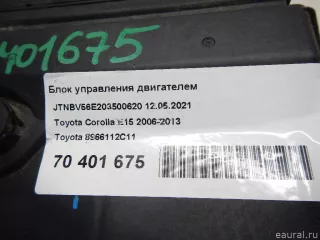 401675
Блок управления двигателем
JTNBV56E203500620 12.05.2021
Toyota Corolla E15 2006-2013
Toyota 8966112C11
70 401 675
© eaural.ru